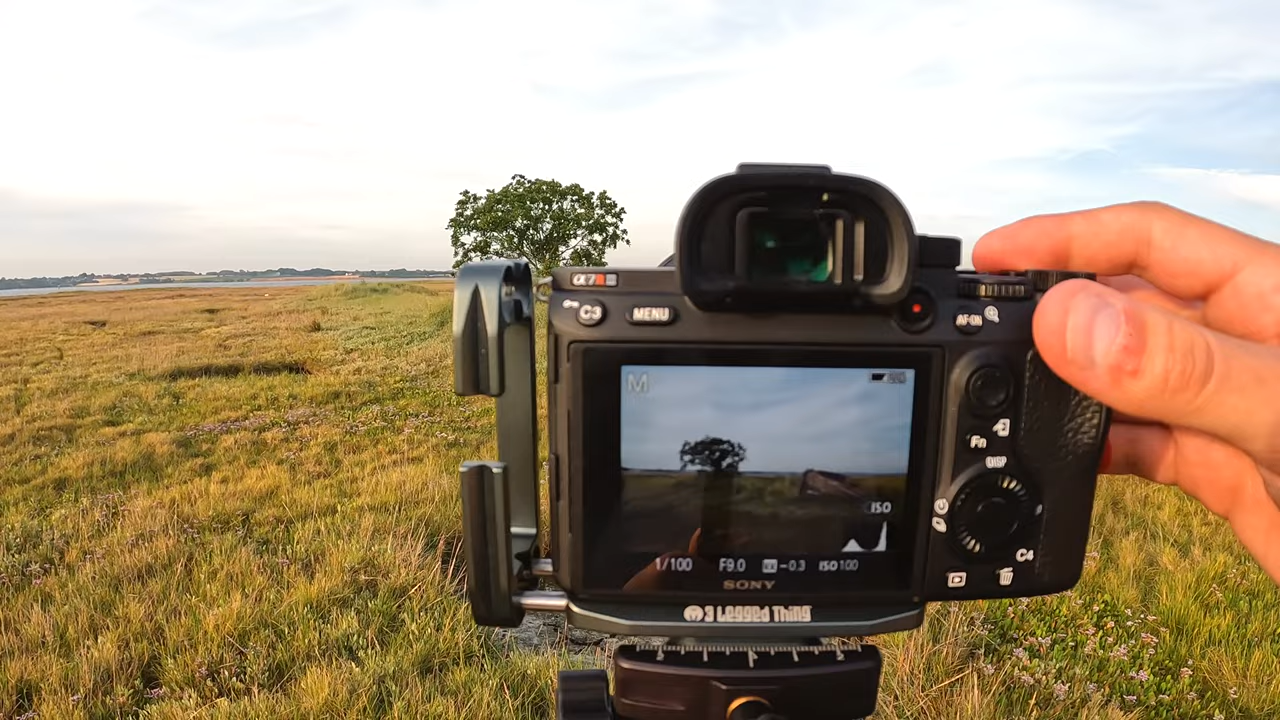 α7R III
C3
MENU
AF-ON
M
Fn
DISP
ISO
C4
1/100 F9.0 -0.3 ISO 100
SONY
3 Legged Thing